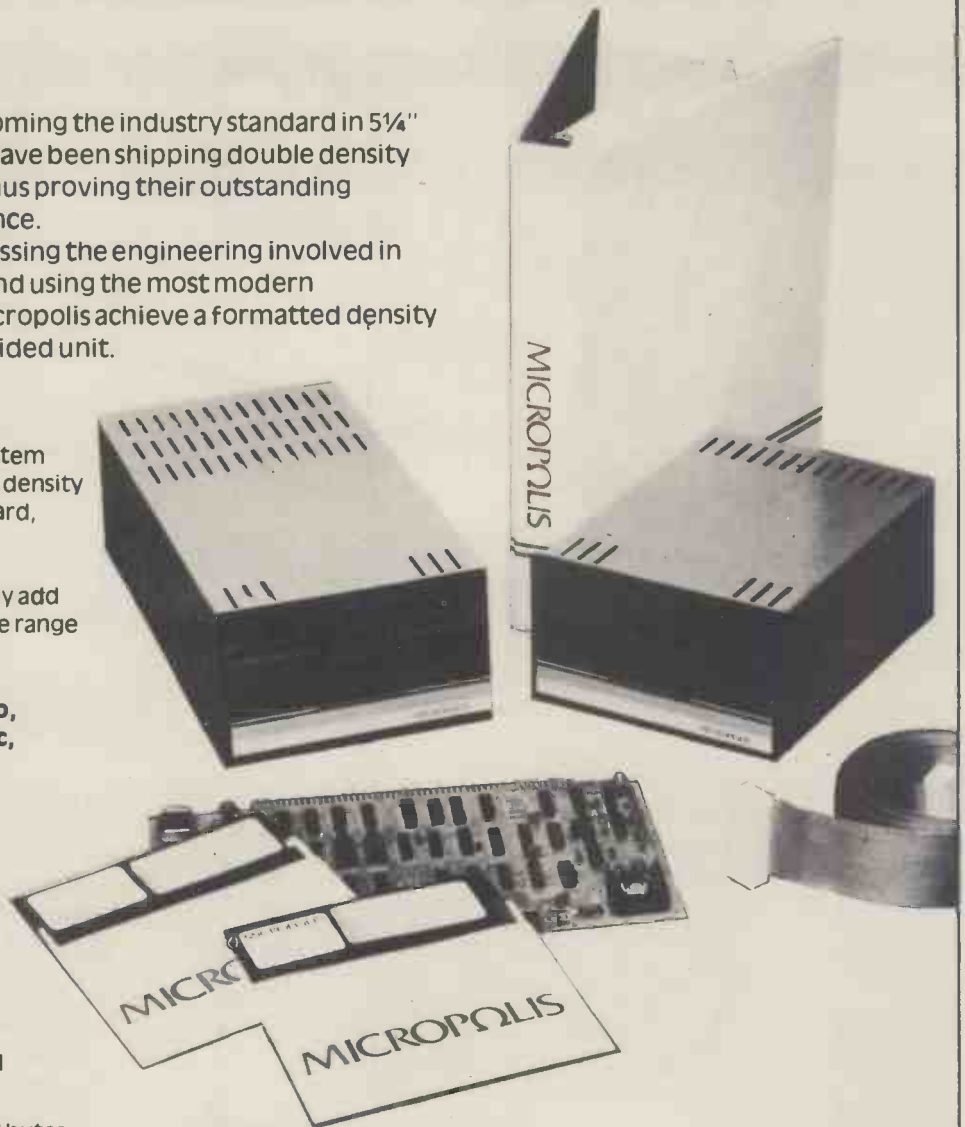 oming the industry standard in 5¼"
ave been shipping double density
us proving their outstanding
nce.
ssing the engineering involved in
nd using the most modern
cropolis achieve a formatted density
ided unit.
tem
density
ard,
y add
e range
o,
c,
MICROPOLIS
MICRO
MICROPOLIS